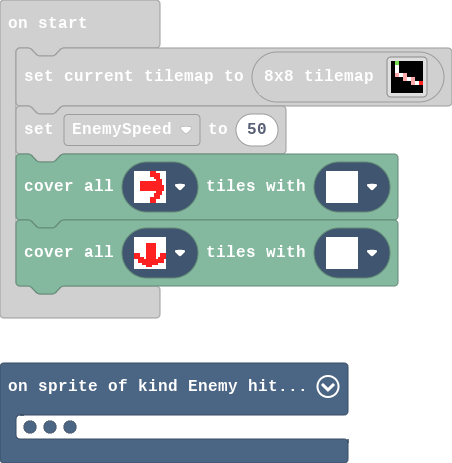 on start
set current tilemap to 8x8 tilemap
set EnemySpeed to 50
cover all tiles with
cover all tiles with
on sprite of kind Enemy hit...